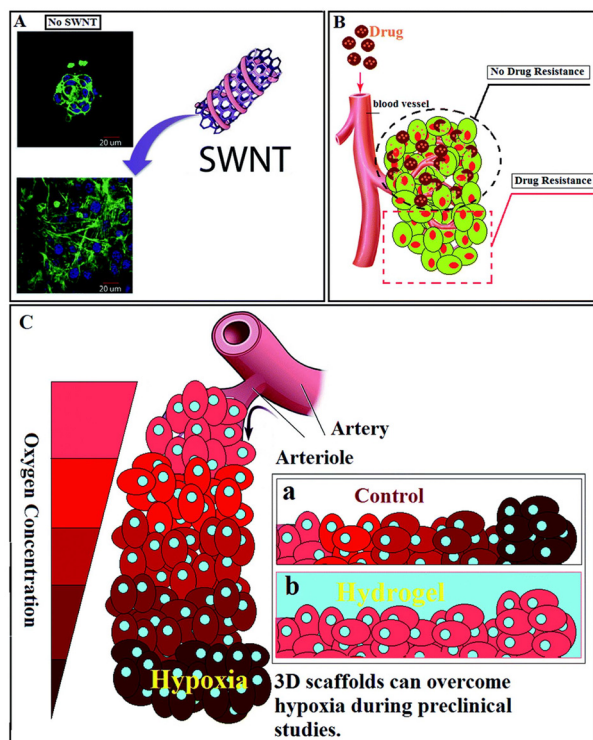 A
No SWNT
20 um
SWNT
20 um
B
Drug
No Drug Resistance
blood vessel
Drug Resistance
C
Oxygen Concentration
Artery
Arteriole
a
Control
b
Hydrogel
Hypoxia
3D scaffolds can overcome
hypoxia during preclinical
studies.